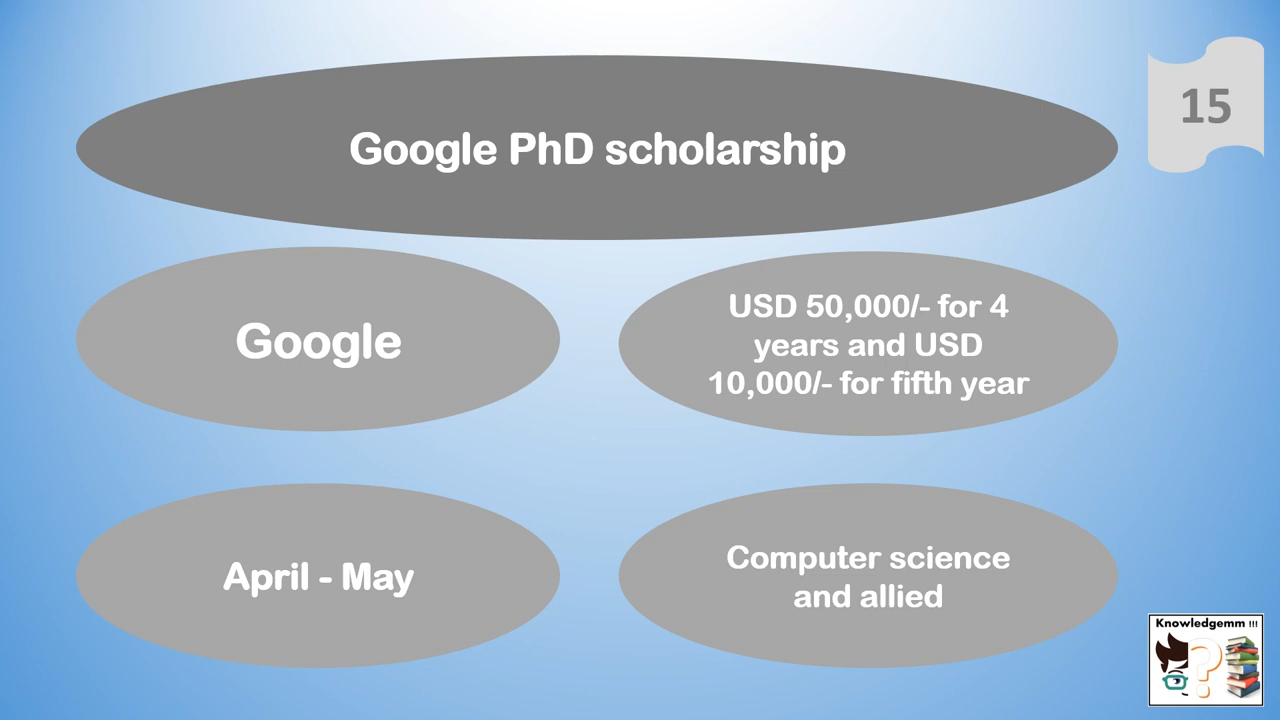 Google PhD scholarship
15
Google
USD 50,000/- for 4
years and USD
10,000/- for fifth year
April - May
Computer science
and allied
Knowledgemm !!!
?